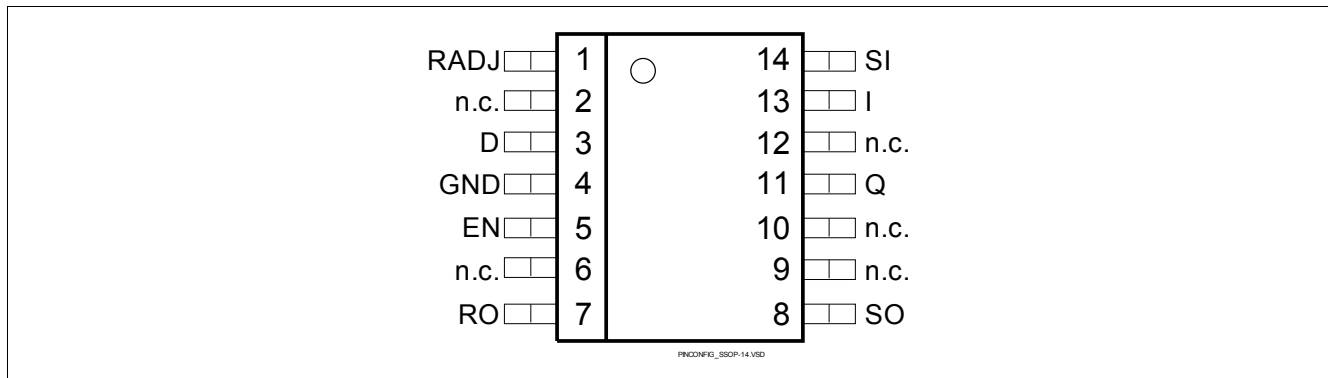 RADJ 1 14 SI
n.c. 2 13 I
D 3 12 n.c.
GND 4 11 Q
EN 5 10 n.c.
n.c. 6 9 n.c.
RO 7 8 SO
PINCONFIG_SSOP-14.VSD